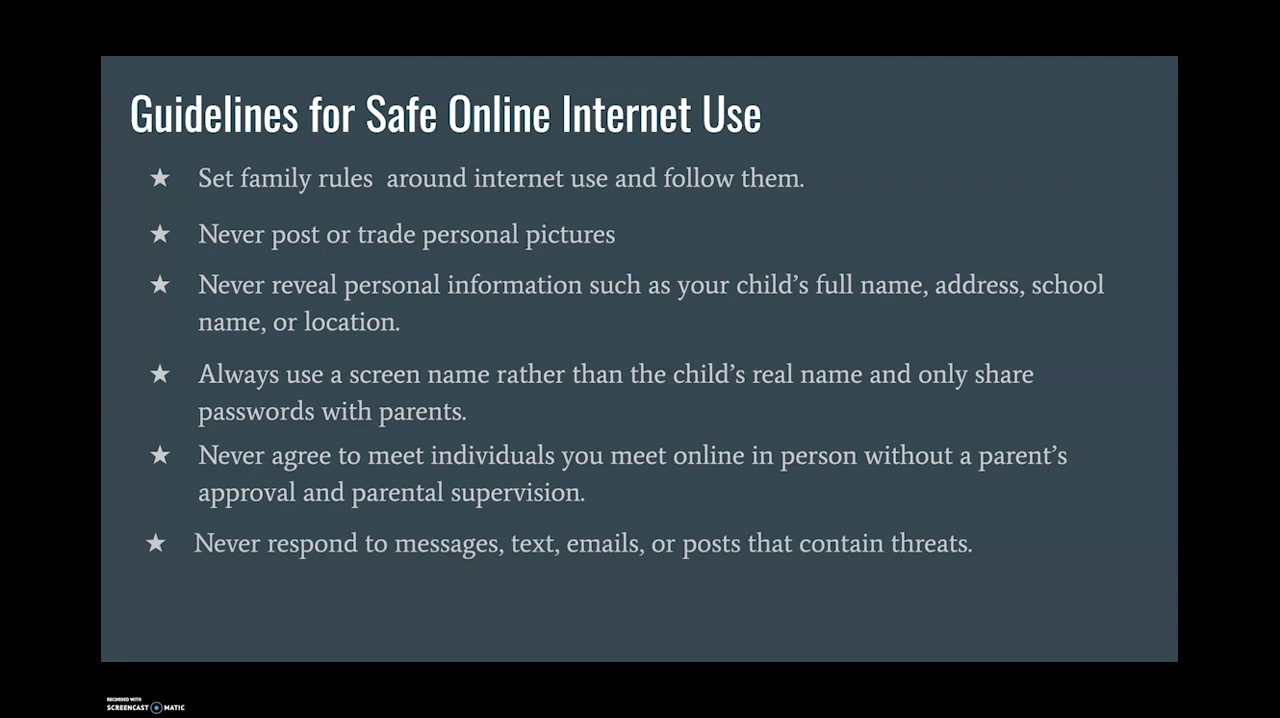 Guidelines for Safe Online Internet Use
★ Set family rules  around internet use and follow them.
★ Never post or trade personal pictures
★ Never reveal personal information such as your child’s full name, address, school
name, or location.
★ Always use a screen name rather than the child’s real name and only share
passwords with parents.
★ Never agree to meet individuals you meet online in person without a parent’s
approval and parental supervision.
★ Never respond to messages, text, emails, or posts that contain threats.
RECORDED WITH
SCREENCAST MATIC